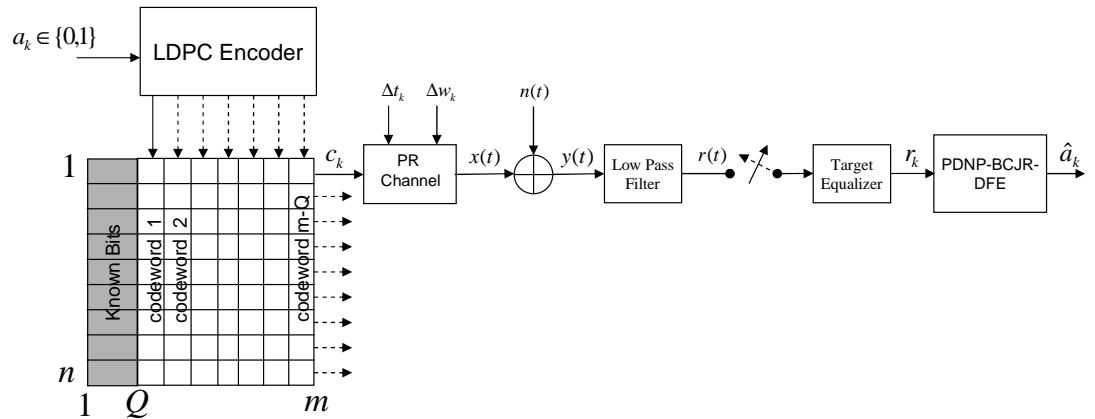 a_k ∈ {0,1}
LDPC Encoder
Δt_k
Δw_k
n(t)
1
c_k
PR
Channel
x(t)
y(t)
Low Pass
Filter
r(t)
Target
Equalizer
r_k
PDNP-BCJR-
DFE
â_k
Known Bits
codeword 1
codeword 2
codeword m-Q
n
1
Q
m